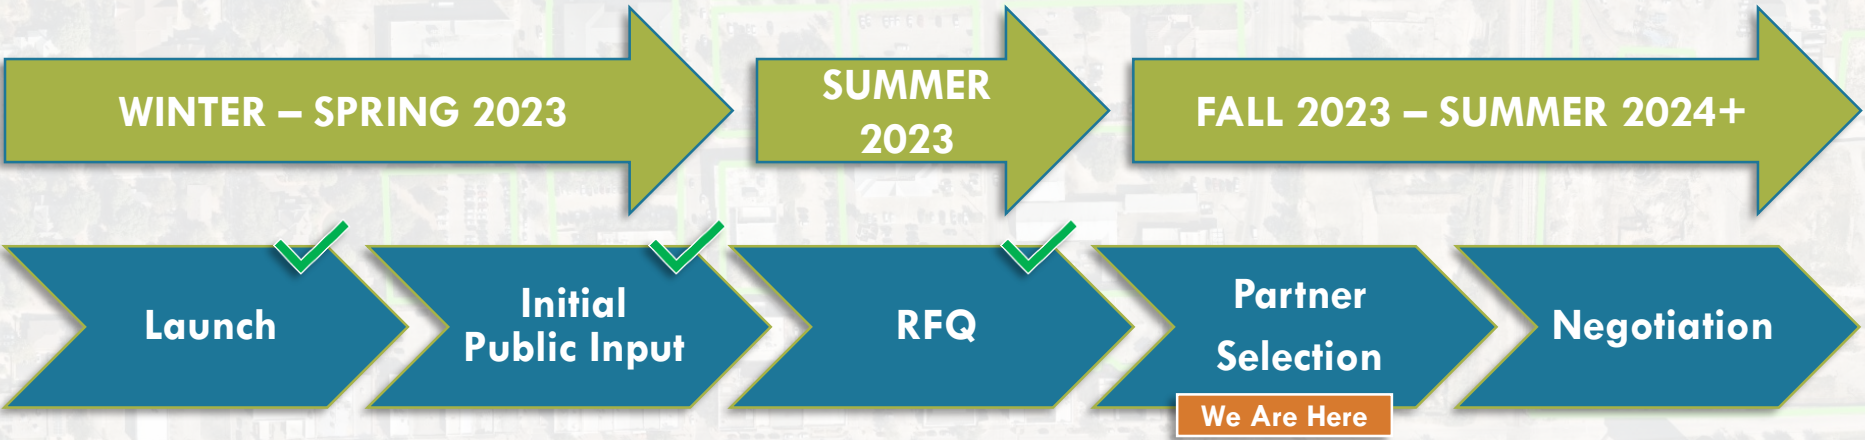 WINTER – SPRING 2023
SUMMER
2023
FALL 2023 – SUMMER 2024+
Launch
Initial
Public Input
RFQ
Partner
Selection
Negotiation
We Are Here